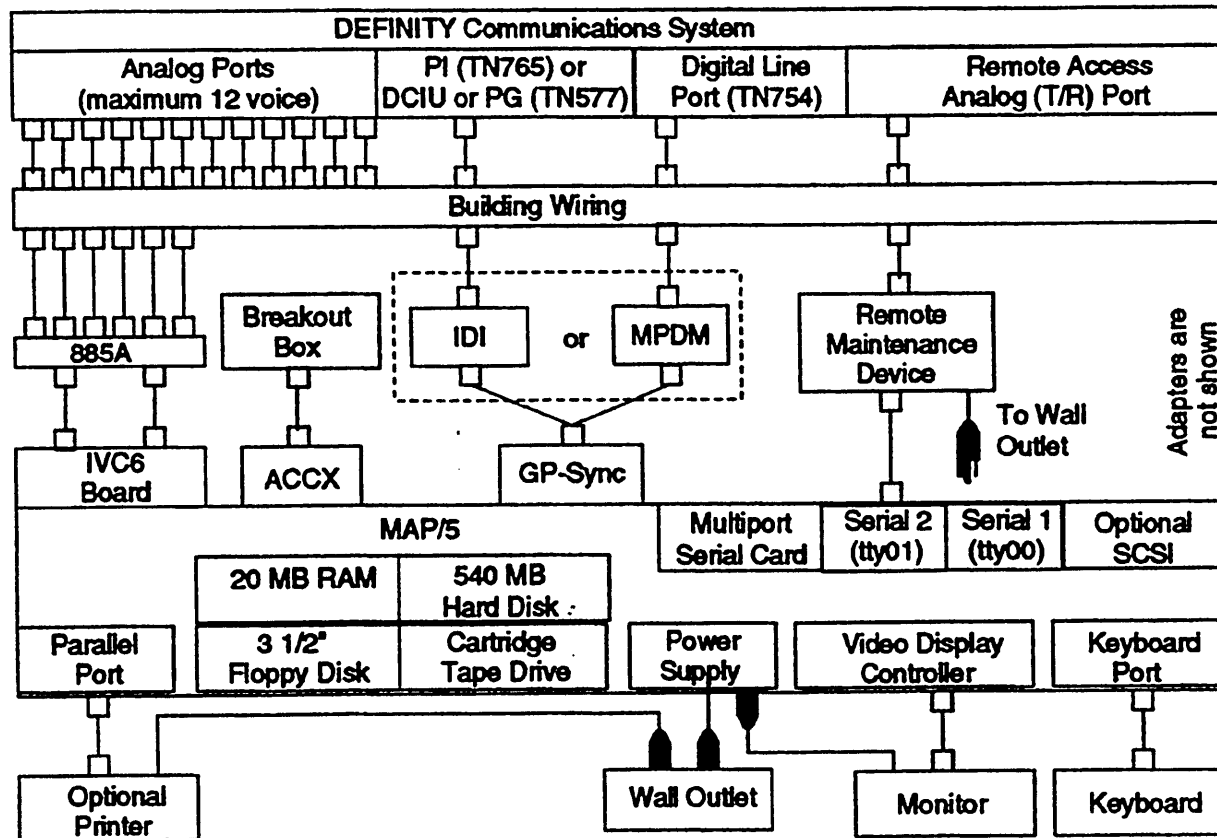 DEFINITY Communications System
Analog Ports
(maximum 12 voice)
PI (TN765) or
DCIU or PG (TN577)
Digital Line
Port (TN754)
Remote Access
Analog (T/R) Port
Building Wiring
885A
Breakout
Box
IDI
or
MPDM
Remote
Maintenance
Device
Adapters are
not shown
To Wall
Outlet
IVC6
Board
ACCX
GP-Sync
MAP/5
Multiport
Serial Card
Serial 2
(tty01)
Serial 1
(tty00)
Optional
SCSI
20 MB RAM
540 MB
Hard Disk
Parallel
Port
3 1/2"
Floppy Disk
Cartridge
Tape Drive
Power
Supply
Video Display
Controller
Keyboard
Port
Optional
Printer
Wall Outlet
Monitor
Keyboard